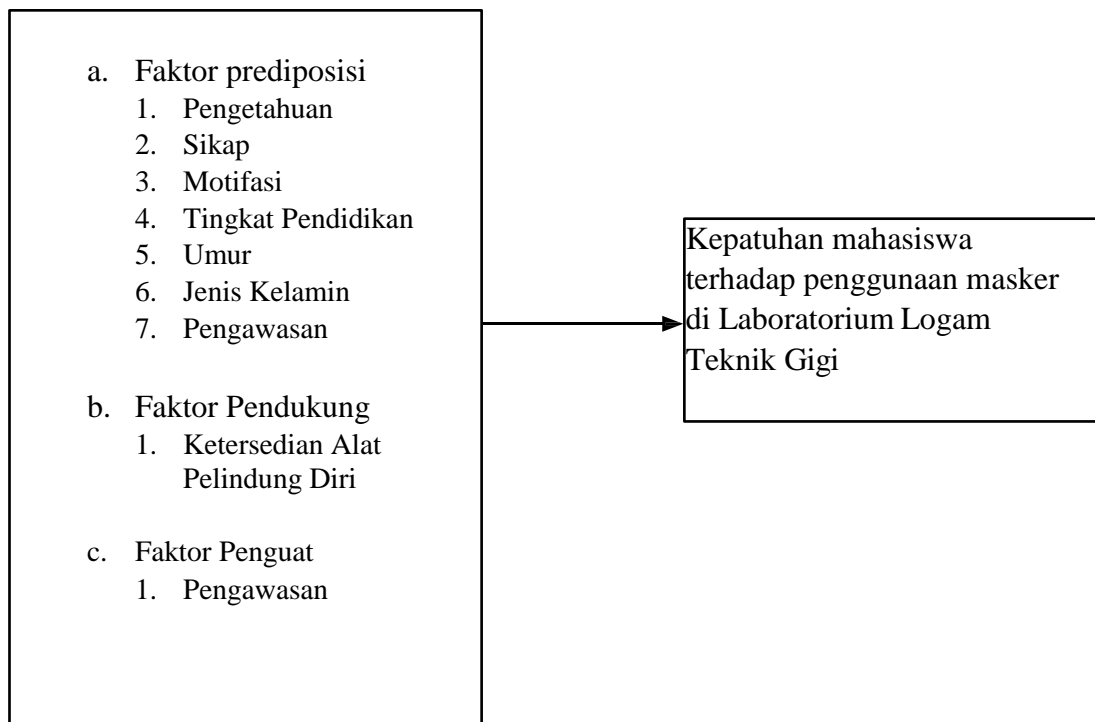 a. Faktor prediposisi
1. Pengetahuan
2. Sikap
3. Motifasi
4. Tingkat Pendidikan
5. Umur
6. Jenis Kelamin
7. Pengawasan
b. Faktor Pendukung
1. Ketersedian Alat
Pelindung Diri
c. Faktor Penguat
1. Pengawasan
Kepatuhan mahasiswa
terhadap penggunaan masker
di Laboratorium Logam
Teknik Gigi